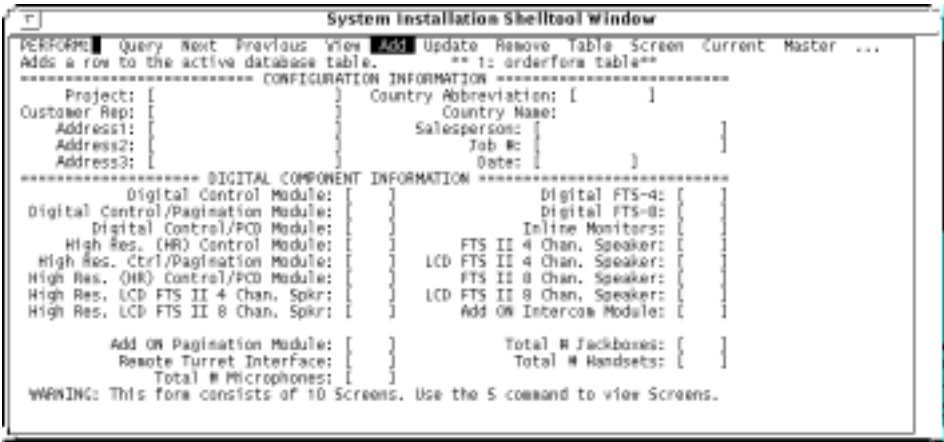 System Installation Shelltool Window
PERFORM: Query Next Previous View Add Update Remove Table Screen Current Master ...
Adds a row to the active database table. ** 1: orderform table**
========================== CONFIGURATION INFORMATION ==========================
Project: [ ] Country Abbreviation: [ ]
Customer Rep: [ ] Country Name:
Address1: [ ] Salesperson: [ ]
Address2: [ ] Job #: [ ]
Address3: [ ] Date: [ ]
==================== DIGITAL COMPONENT INFORMATION ============================
Digital Control Module: [ ] Digital FTS-4: [ ]
Digital Control/Pagination Module: [ ] Digital FTS-8: [ ]
Digital Control/PCD Module: [ ] Inline Monitors: [ ]
High Res. (HR) Control Module: [ ] FTS II 4 Chan. Speaker: [ ]
High Res. Ctrl/Pagination Module: [ ] LCD FTS II 4 Chan. Speaker: [ ]
High Res. (HR) Control/PCD Module: [ ] FTS II 8 Chan. Speaker: [ ]
High Res. LCD FTS II 4 Chan. Spkr: [ ] LCD FTS II 8 Chan. Speaker: [ ]
High Res. LCD FTS II 8 Chan. Spkr: [ ] Add ON Intercom Module: [ ]
Add ON Pagination Module: [ ] Total # Jackboxes: [ ]
Remote Turret Interface: [ ] Total # Handsets: [ ]
Total # Microphones: [ ]
WARNING: This form consists of 10 Screens. Use the S command to view Screens.